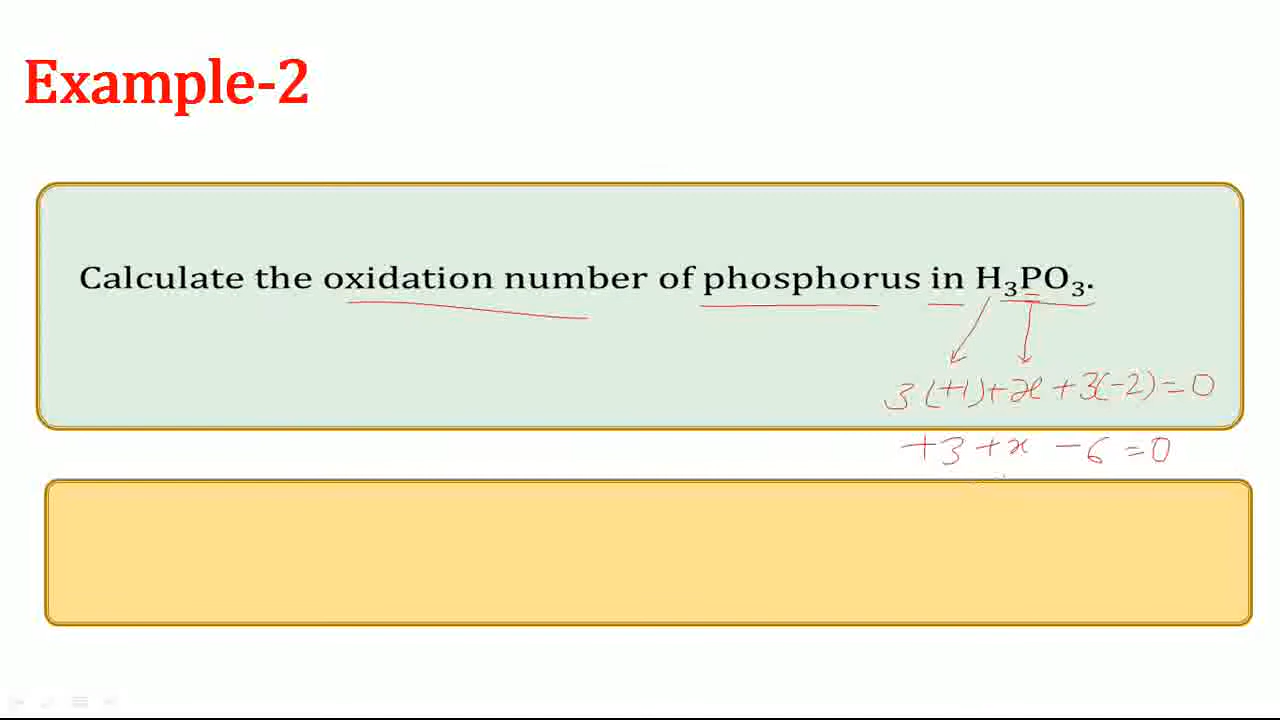 Example-2
Calculate the oxidation number of phosphorus in H₃PO₃.
3(+1)+x+3(-2)=0
+3+x-6=0